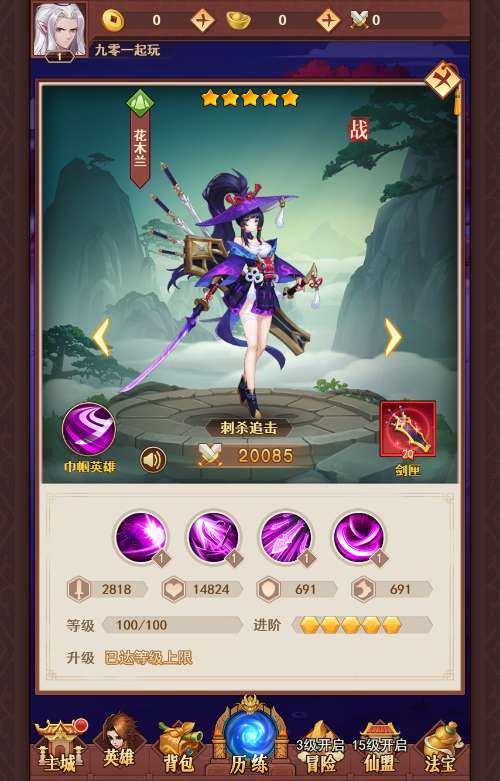 0
0
0
1
九零一起玩
花木兰
战
刺杀追击
20085
巾帼英雄
20
剑匣
1
1
1
1
2818
14824
691
691
等级 100/100
进阶
升级 已达等级上限
主城
英雄
背包
历练
3级开启
冒险
15级开启
仙盟
法宝